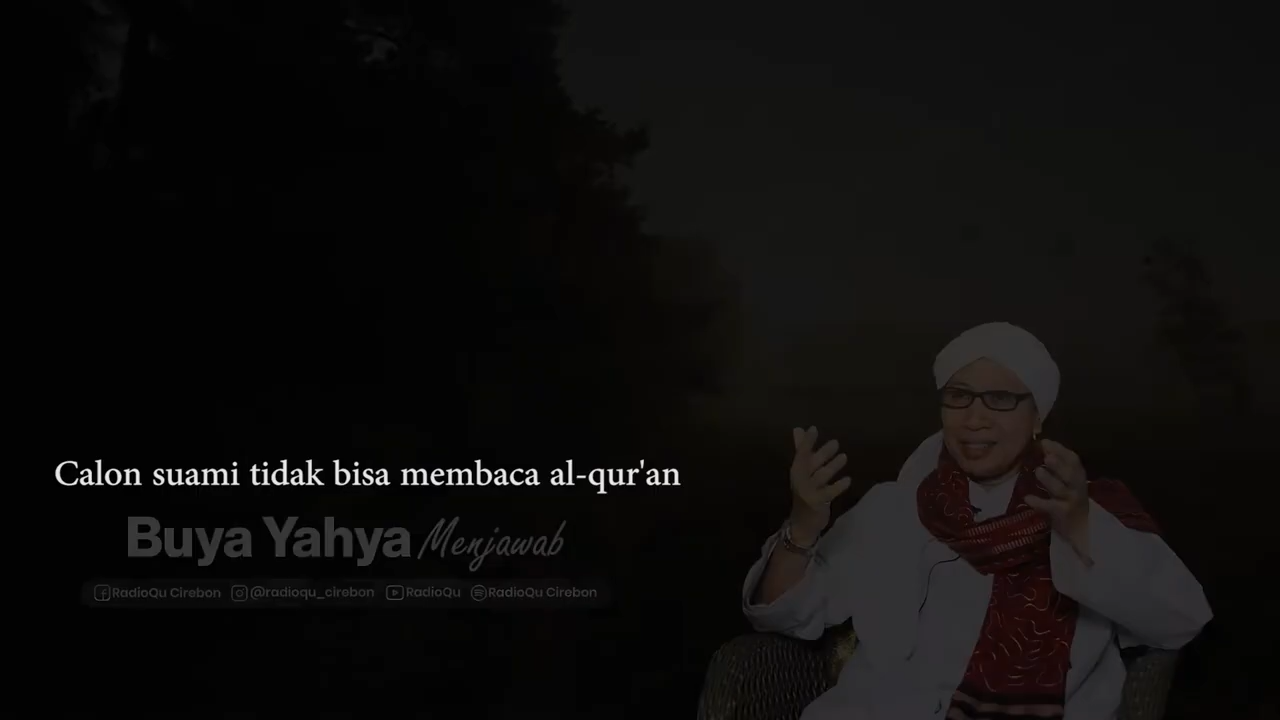 Calon suami tidak bisa membaca al-qur'an
Buya Yahya Menjawab
RadioQu Cirebon @radioqu_cirebon RadioQu RadioQu Cirebon